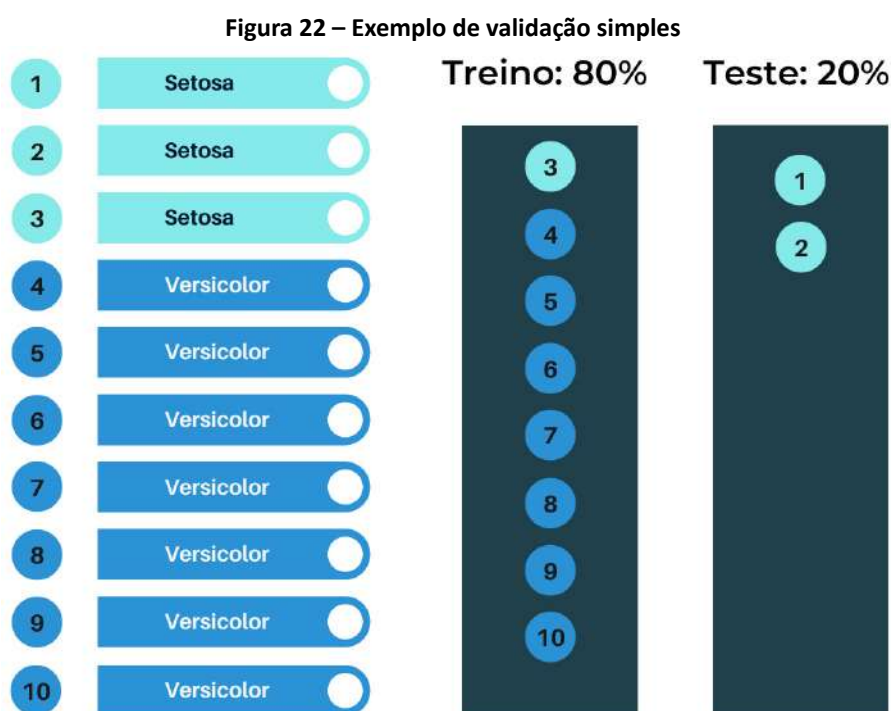 Figura 22 – Exemplo de validação simples
Treino: 80%
Teste: 20%
1 Setosa
2 Setosa
3 Setosa
4 Versicolor
5 Versicolor
6 Versicolor
7 Versicolor
8 Versicolor
9 Versicolor
10 Versicolor
3
4
5
6
7
8
9
10
1
2